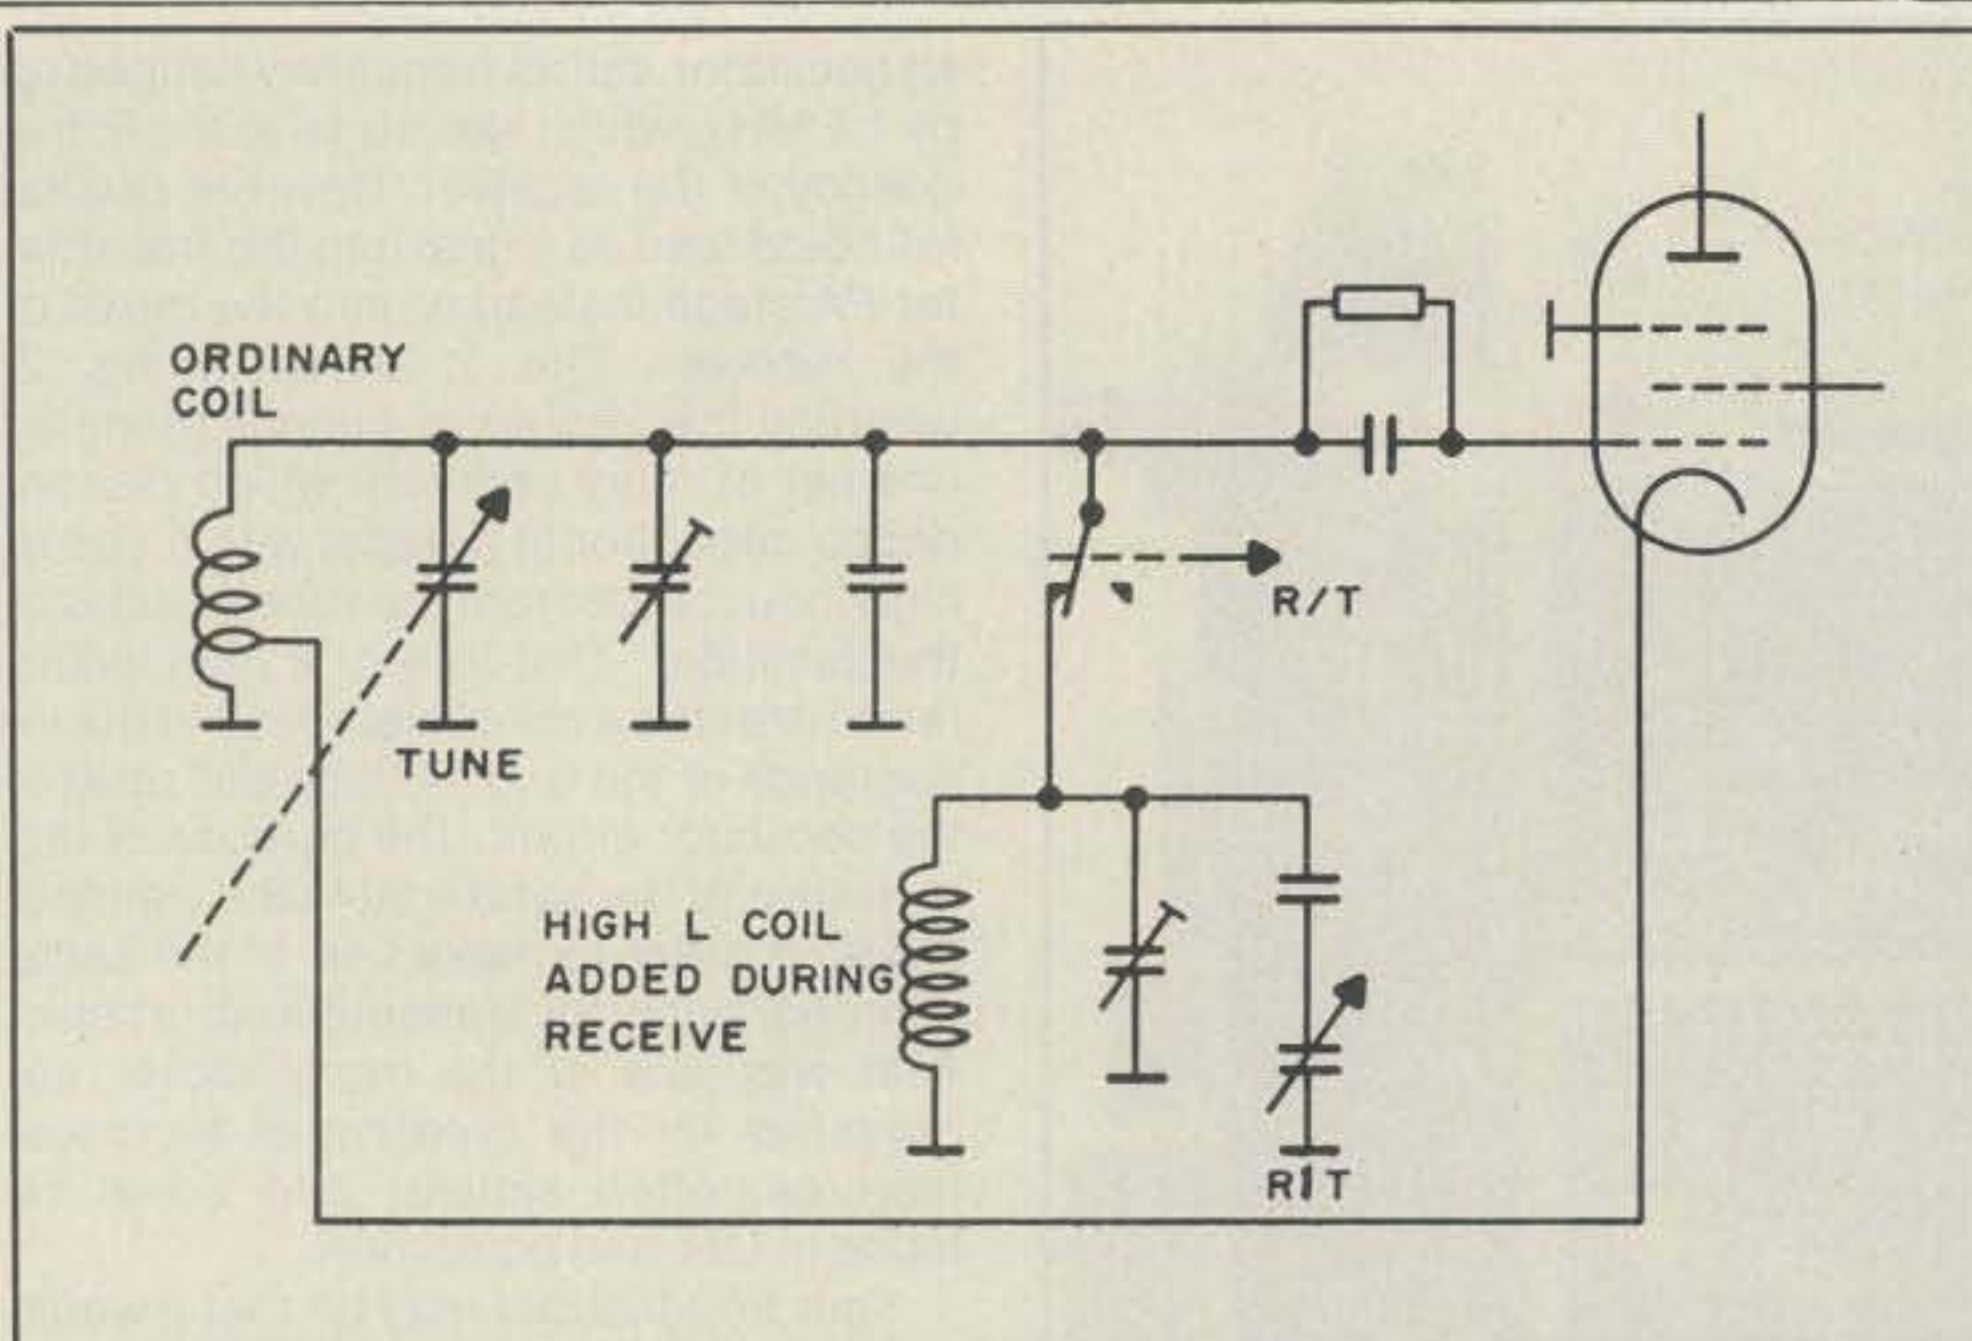 ORDINARY
COIL
TUNE
R/T
HIGH L COIL
ADDED DURING
RECEIVE
RIT